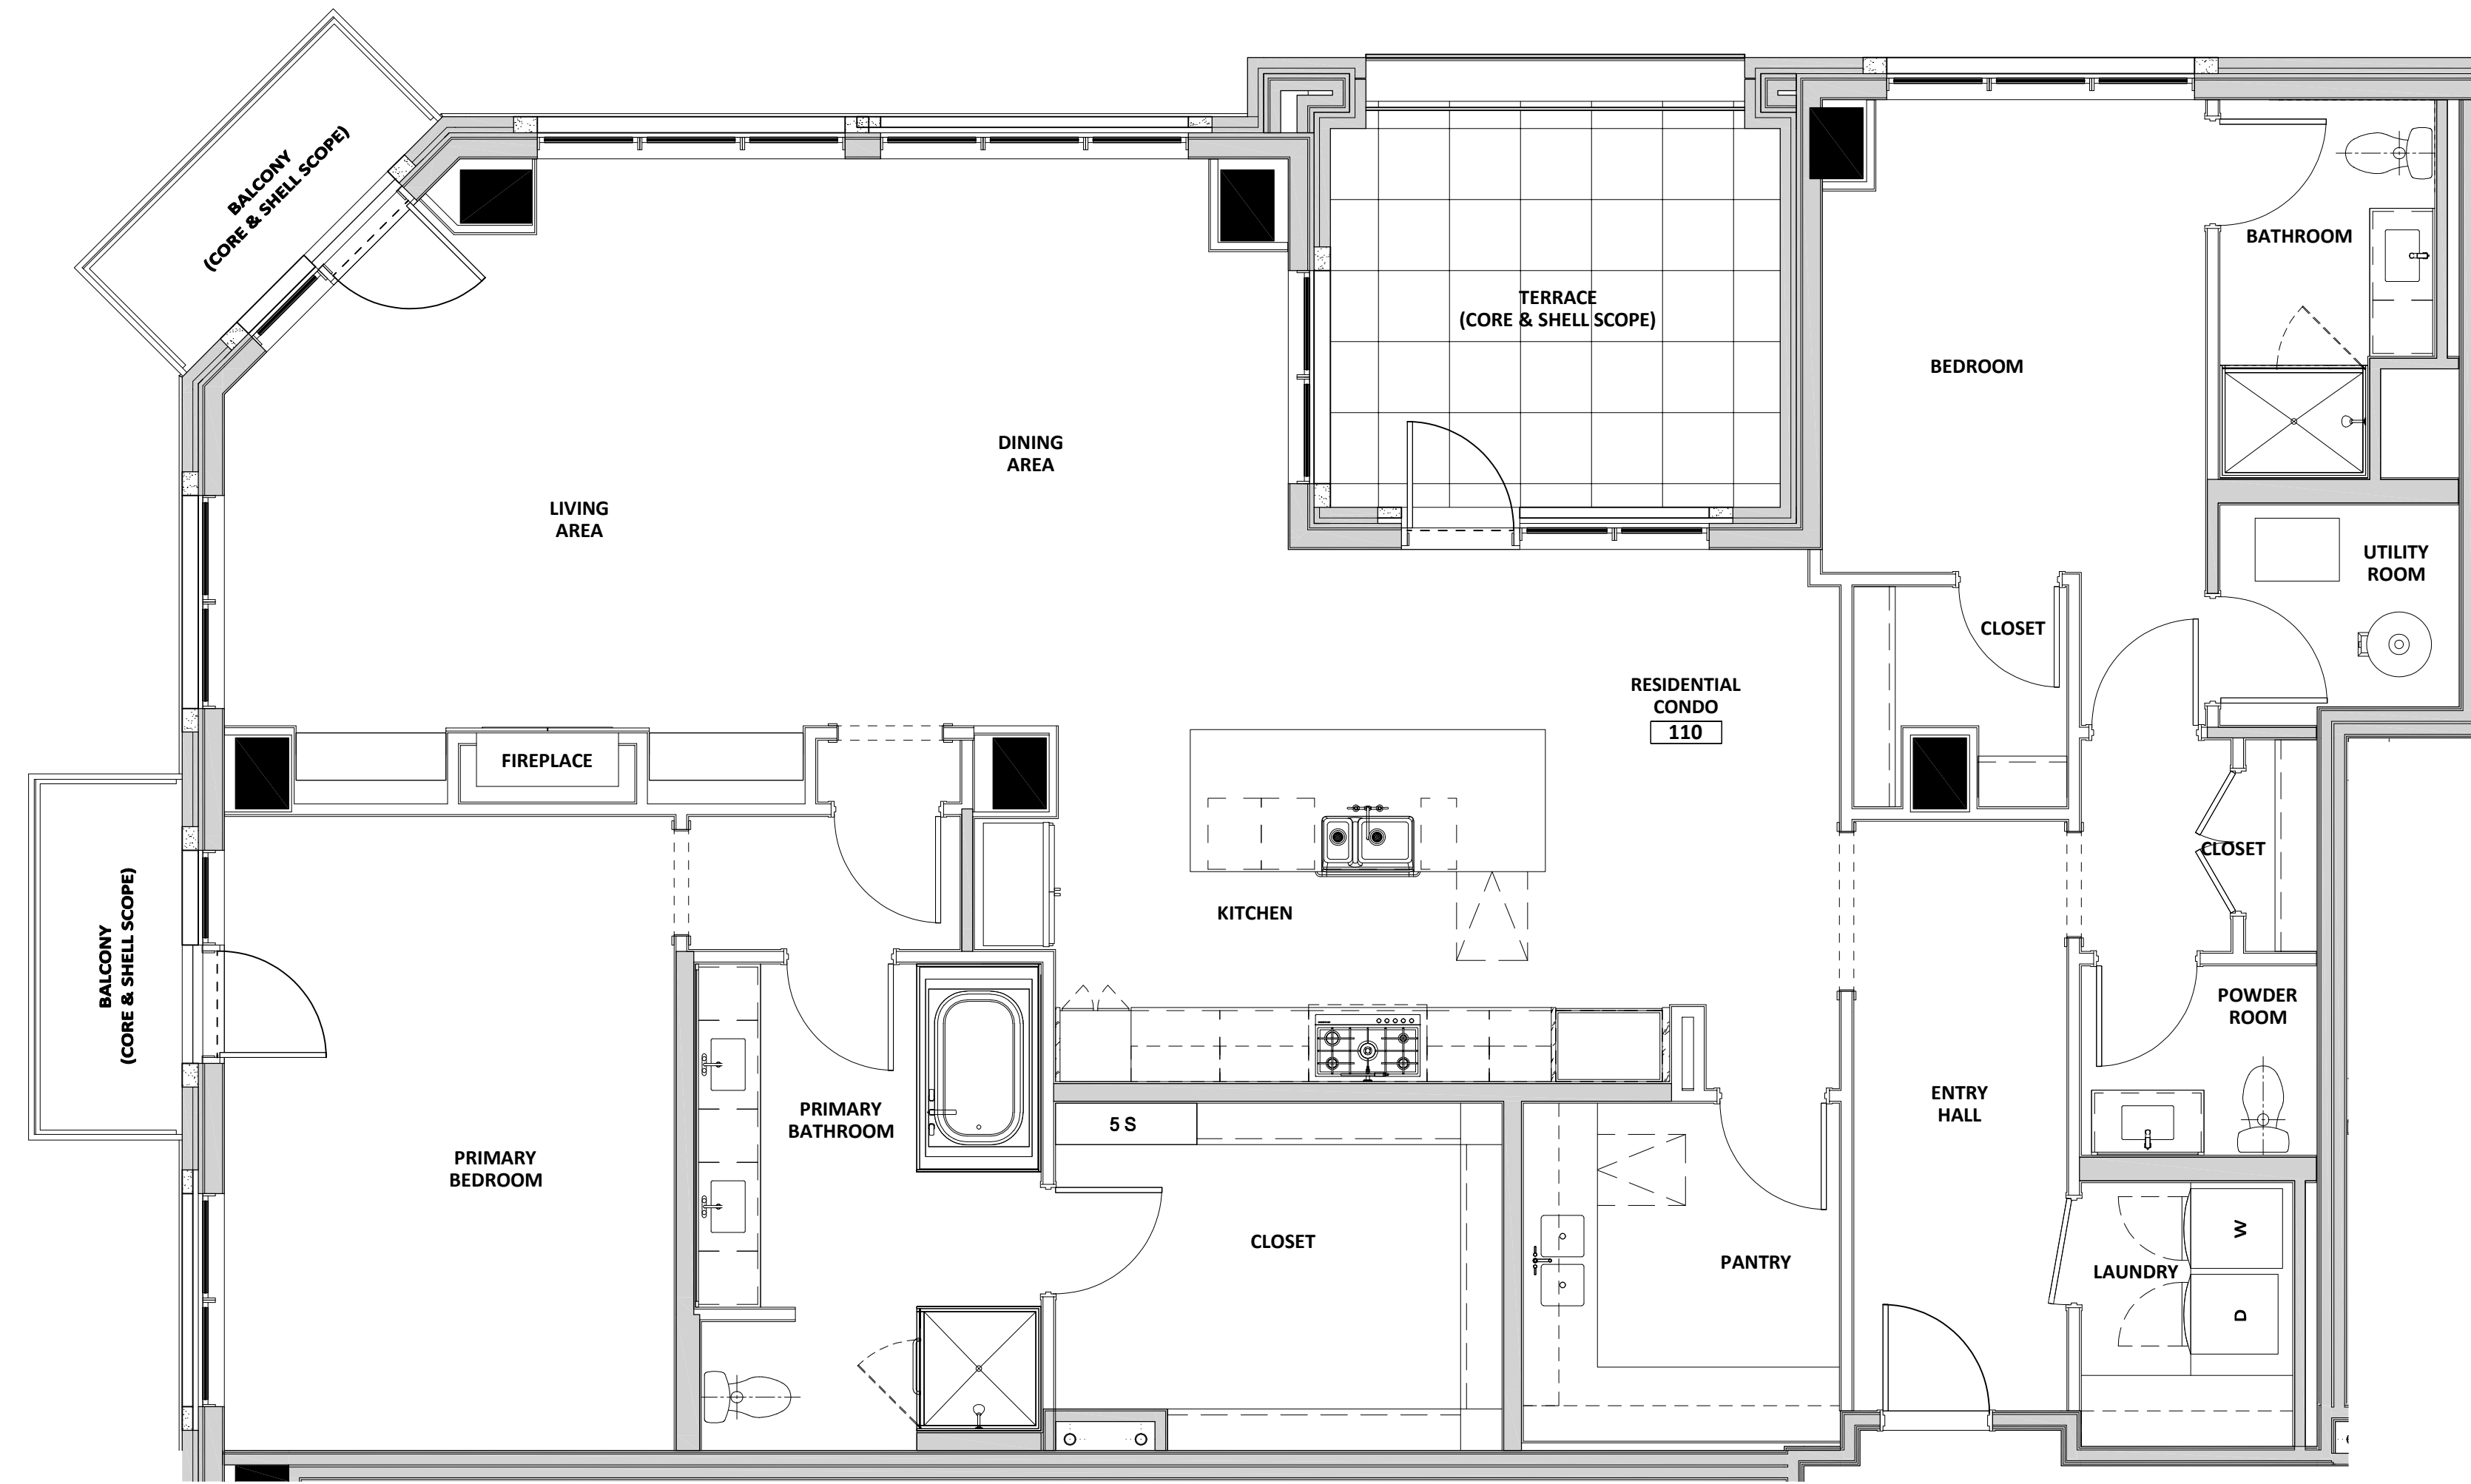 BALCONY
(CORE & SHELL SCOPE)
TERRACE
(CORE & SHELL SCOPE)
BATHROOM
BEDROOM
DINING
AREA
LIVING
AREA
UTILITY
ROOM
CLOSET
RESIDENTIAL
CONDO
110
FIREPLACE
CLOSET
KITCHEN
BALCONY
(CORE & SHELL SCOPE)
POWDER
ROOM
ENTRY
HALL
PRIMARY
BATHROOM
5 S
PRIMARY
BEDROOM
CLOSET
PANTRY
LAUNDRY
W
D